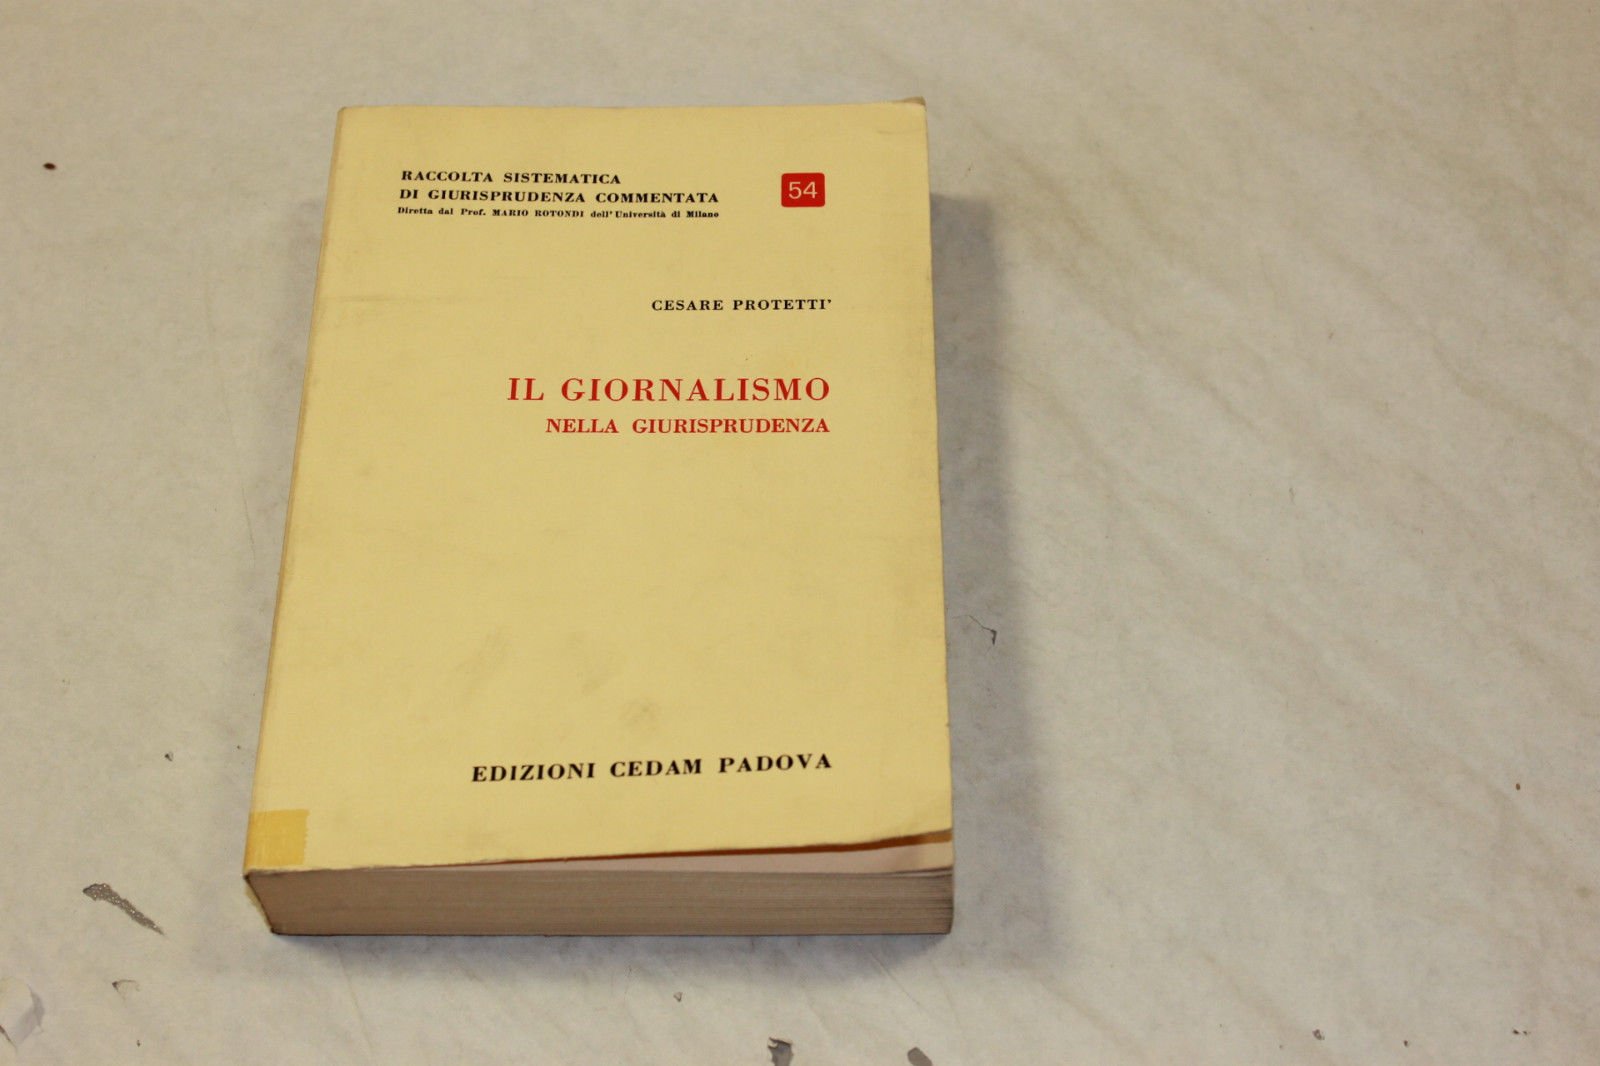 RACCOLTA SISTEMATICA
DI GIURISPRUDENZA COMMENTATA
Diretta dal Prof. MARIO ROTONDI dell'Università di Milano
54
CESARE PROTETTI'
IL GIORNALISMO
NELLA GIURISPRUDENZA
EDIZIONI CEDAM PADOVA